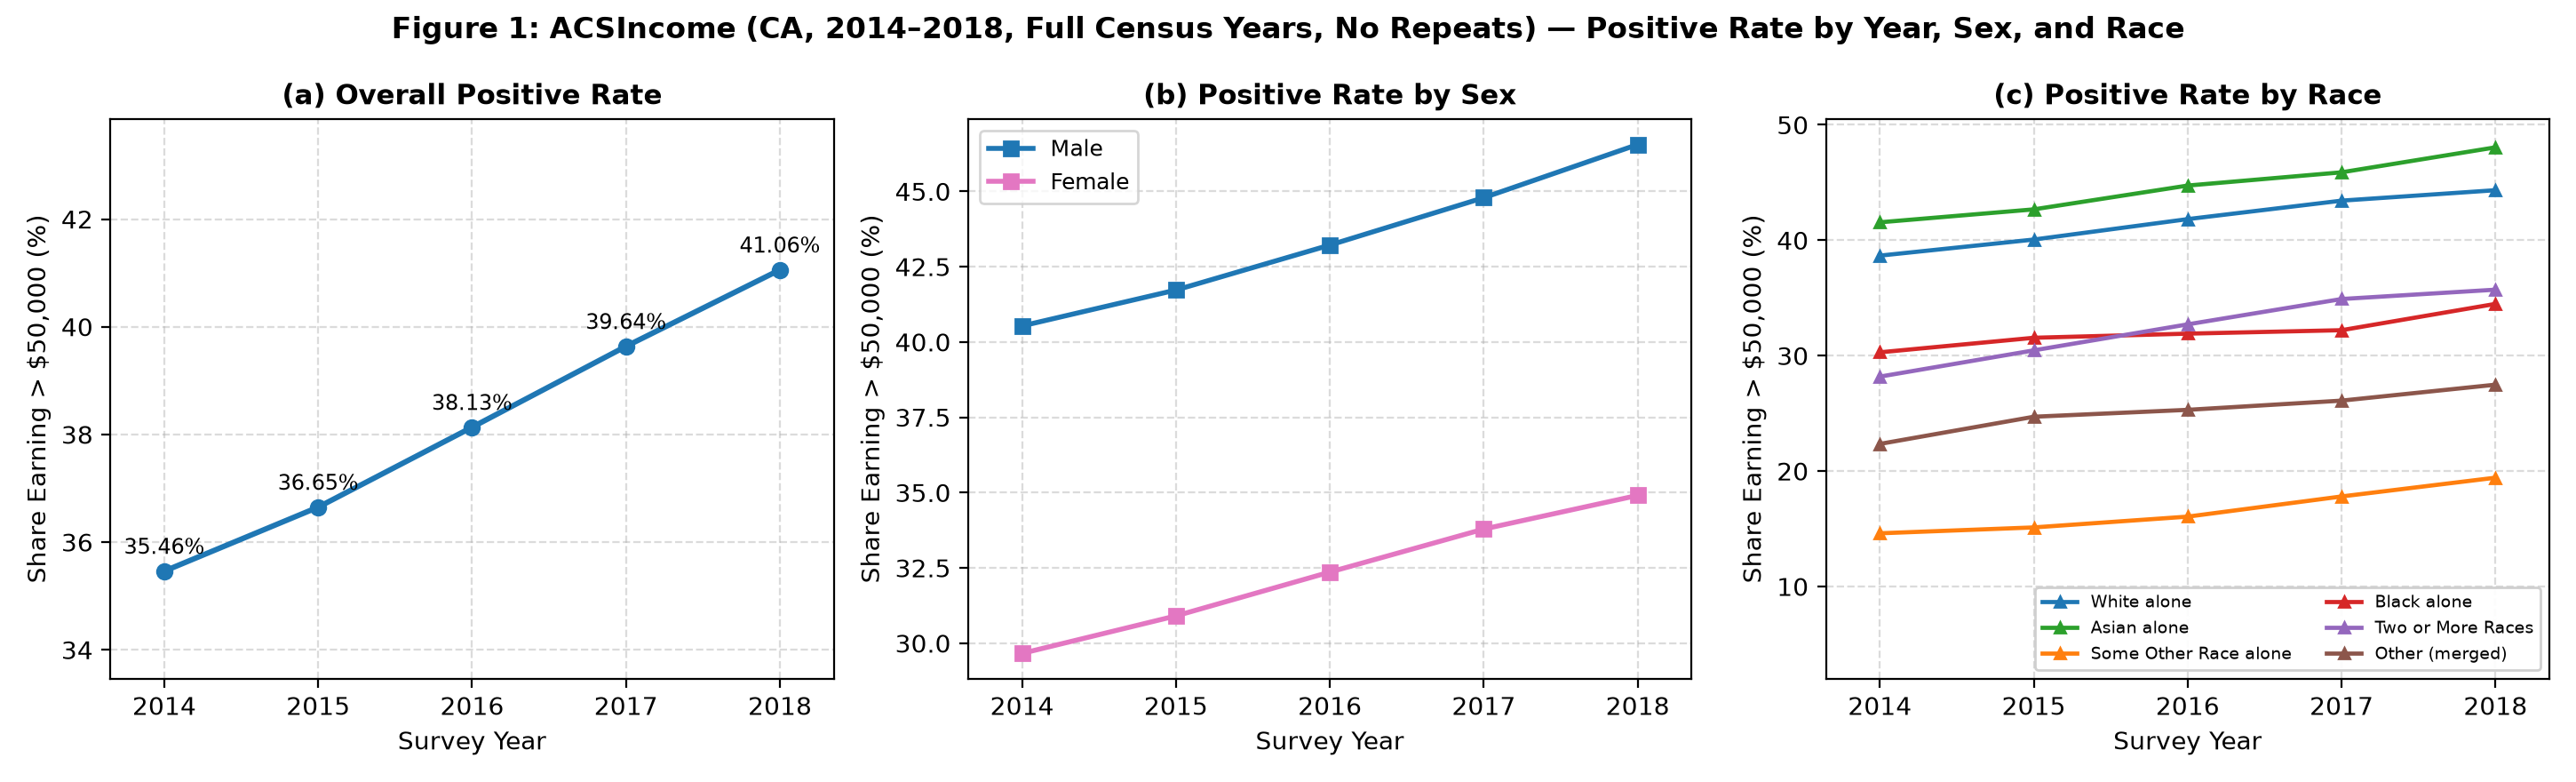 Figure 1: ACSIncome (CA, 2014–2018, Full Census Years, No Repeats) — Positive Rate by Year, Sex, and Race
(a) Overall Positive Rate
Share Earning > $50,000 (%)
42
40
38
36
34
35.46%
36.65%
38.13%
39.64%
41.06%
2014 2015 2016 2017 2018
Survey Year
(b) Positive Rate by Sex
Male
Female
Share Earning > $50,000 (%)
45.0
42.5
40.0
37.5
35.0
32.5
30.0
2014 2015 2016 2017 2018
Survey Year
(c) Positive Rate by Race
Share Earning > $50,000 (%)
50
40
30
20
10
White alone
Asian alone
Some Other Race alone
Black alone
Two or More Races
Other (merged)
2014 2015 2016 2017 2018
Survey Year